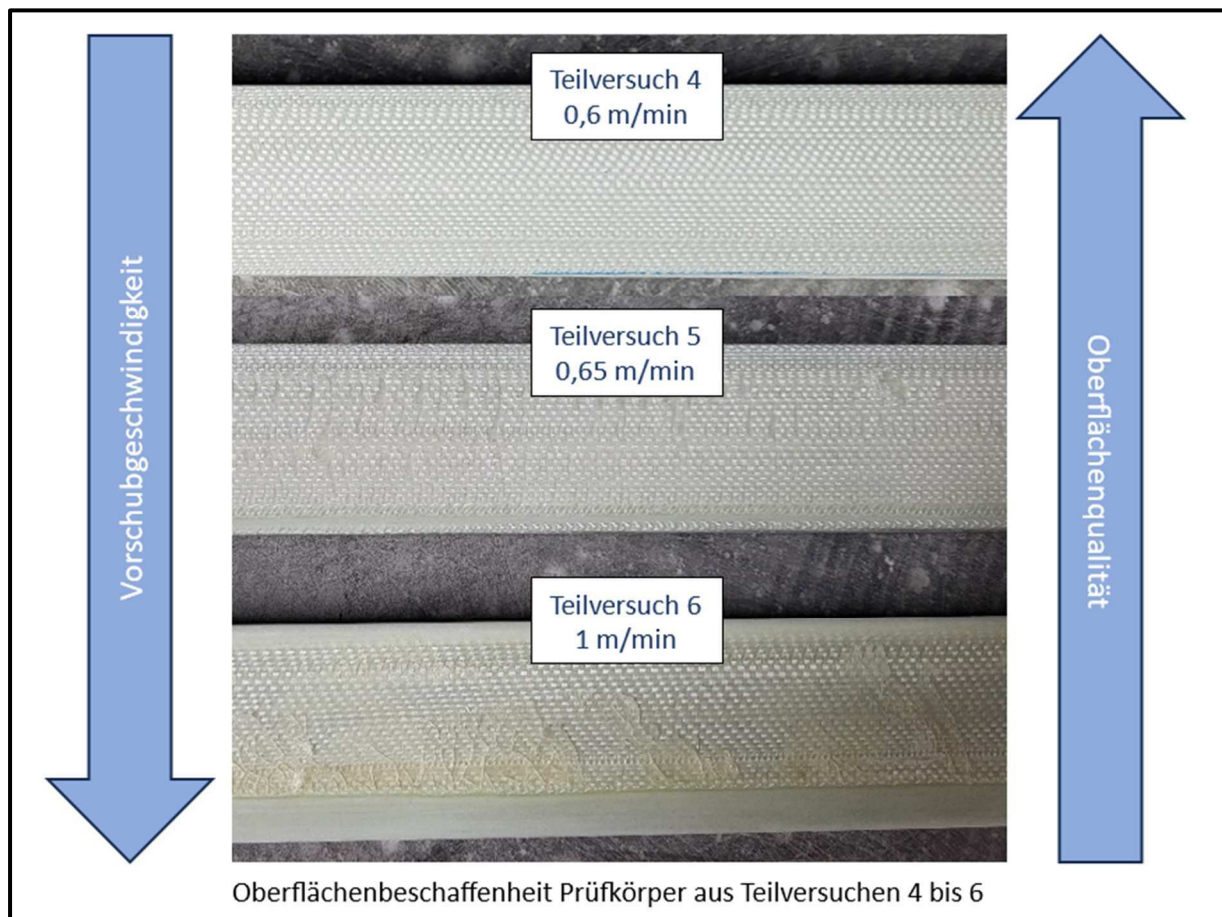 Vorschubgeschwindigkeit
Teilversuch 4
0,6 m/min
Teilversuch 5
0,65 m/min
Teilversuch 6
1 m/min
Oberflächenqualität
Oberflächenbeschaffenheit Prüfkörper aus Teilversuchen 4 bis 6